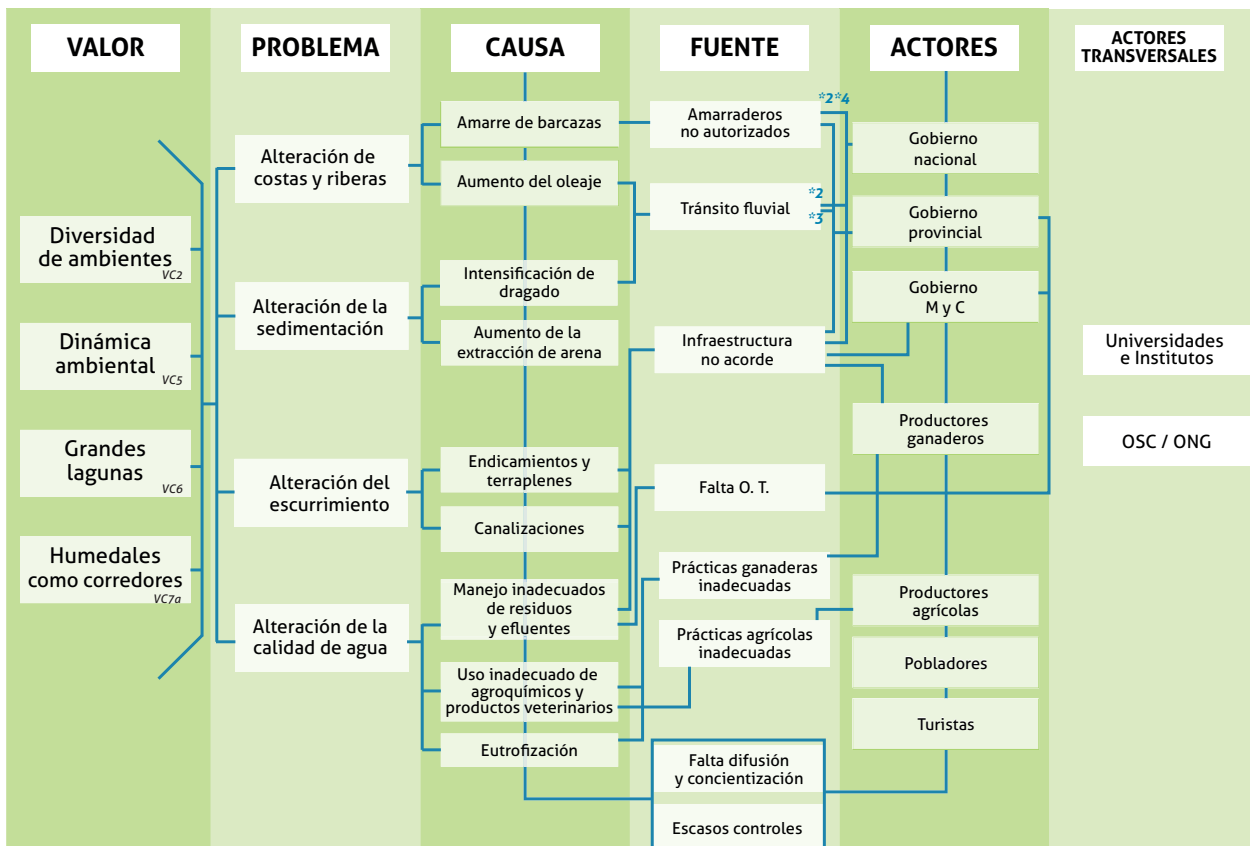 VALOR
PROBLEMA
CAUSA
FUENTE
ACTORES
ACTORES
TRANSVERSALES
Diversidad
de ambientes
VC2
Dinámica
ambiental
VC5
Grandes
lagunas
VC6
Humedales
como corredores
VC7a
Alteración de
costas y riberas
Alteración de la
sedimentación
Alteración del
escurrimiento
Alteración de la
calidad de agua
Amarre de barcazas
Aumento del oleaje
Intensificación de
dragado
Aumento de la
extracción de arena
Endicamientos y
terraplenes
Canalizaciones
Manejo inadecuados
de residuos
y efluentes
Uso inadecuado de
agroquímicos y
productos veterinarios
Eutrofización
*2*4
Amarraderos
no autorizados
*2
Tránsito fluvial
*3
Infraestructura
no acorde
Falta O. T.
Prácticas ganaderas
inadecuadas
Prácticas agrícolas
inadecuadas
Falta difusión
y concientización
Escasos controles
Gobierno
nacional
Gobierno
provincial
Gobierno
M y C
Productores
ganaderos
Productores
agrícolas
Pobladores
Turistas
Universidades
e Institutos
OSC / ONG